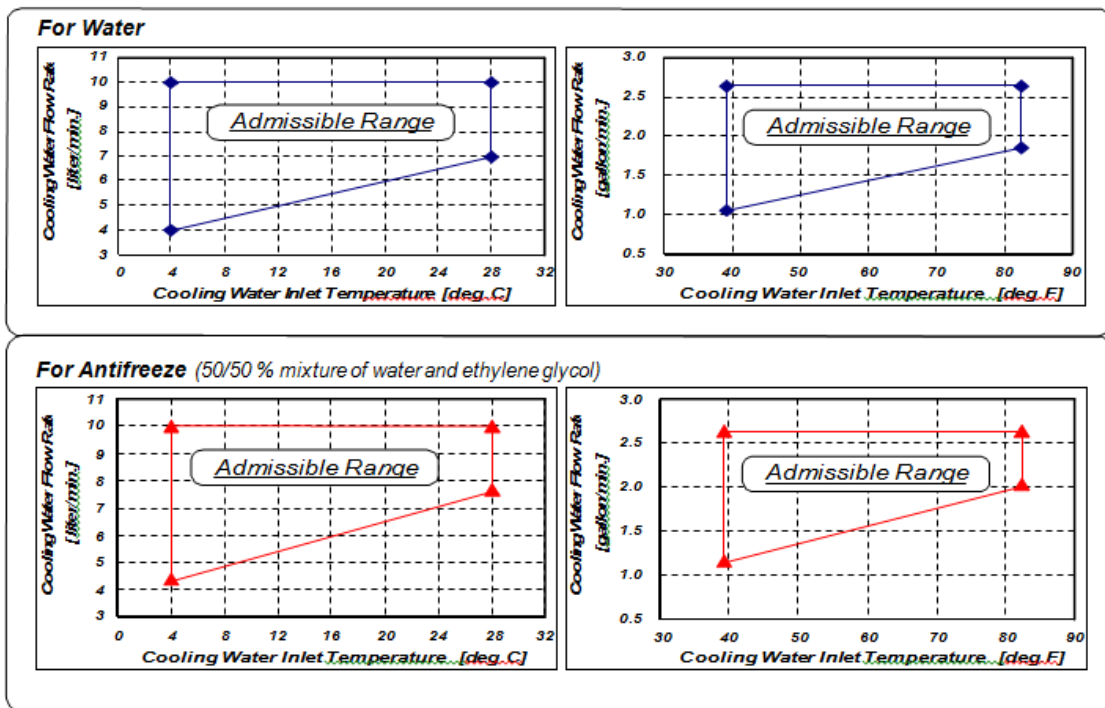 For Water
Cooling Water Flow Rate
[liter/min.]
11
10
9
8
7
6
5
4
3
Admissible Range
0 4 8 12 16 20 24 28 32
Cooling Water Inlet Temperature [deg.C]
Cooling Water Flow Rate
[gallon/min.]
3.0
2.5
2.0
1.5
1.0
0.5
Admissible Range
30 40 50 60 70 80 90
Cooling Water Inlet Temperature [deg.F]
For Antifreeze (50/50 % mixture of water and ethylene glycol)
Cooling Water Flow Rate
[liter/min.]
11
10
9
8
7
6
5
4
3
Admissible Range
0 4 8 12 16 20 24 28 32
Cooling Water Inlet Temperature [deg.C]
Cooling Water Flow Rate
[gallon/min.]
3.0
2.5
2.0
1.5
1.0
0.5
Admissible Range
30 40 50 60 70 80 90
Cooling Water Inlet Temperature [deg.F]